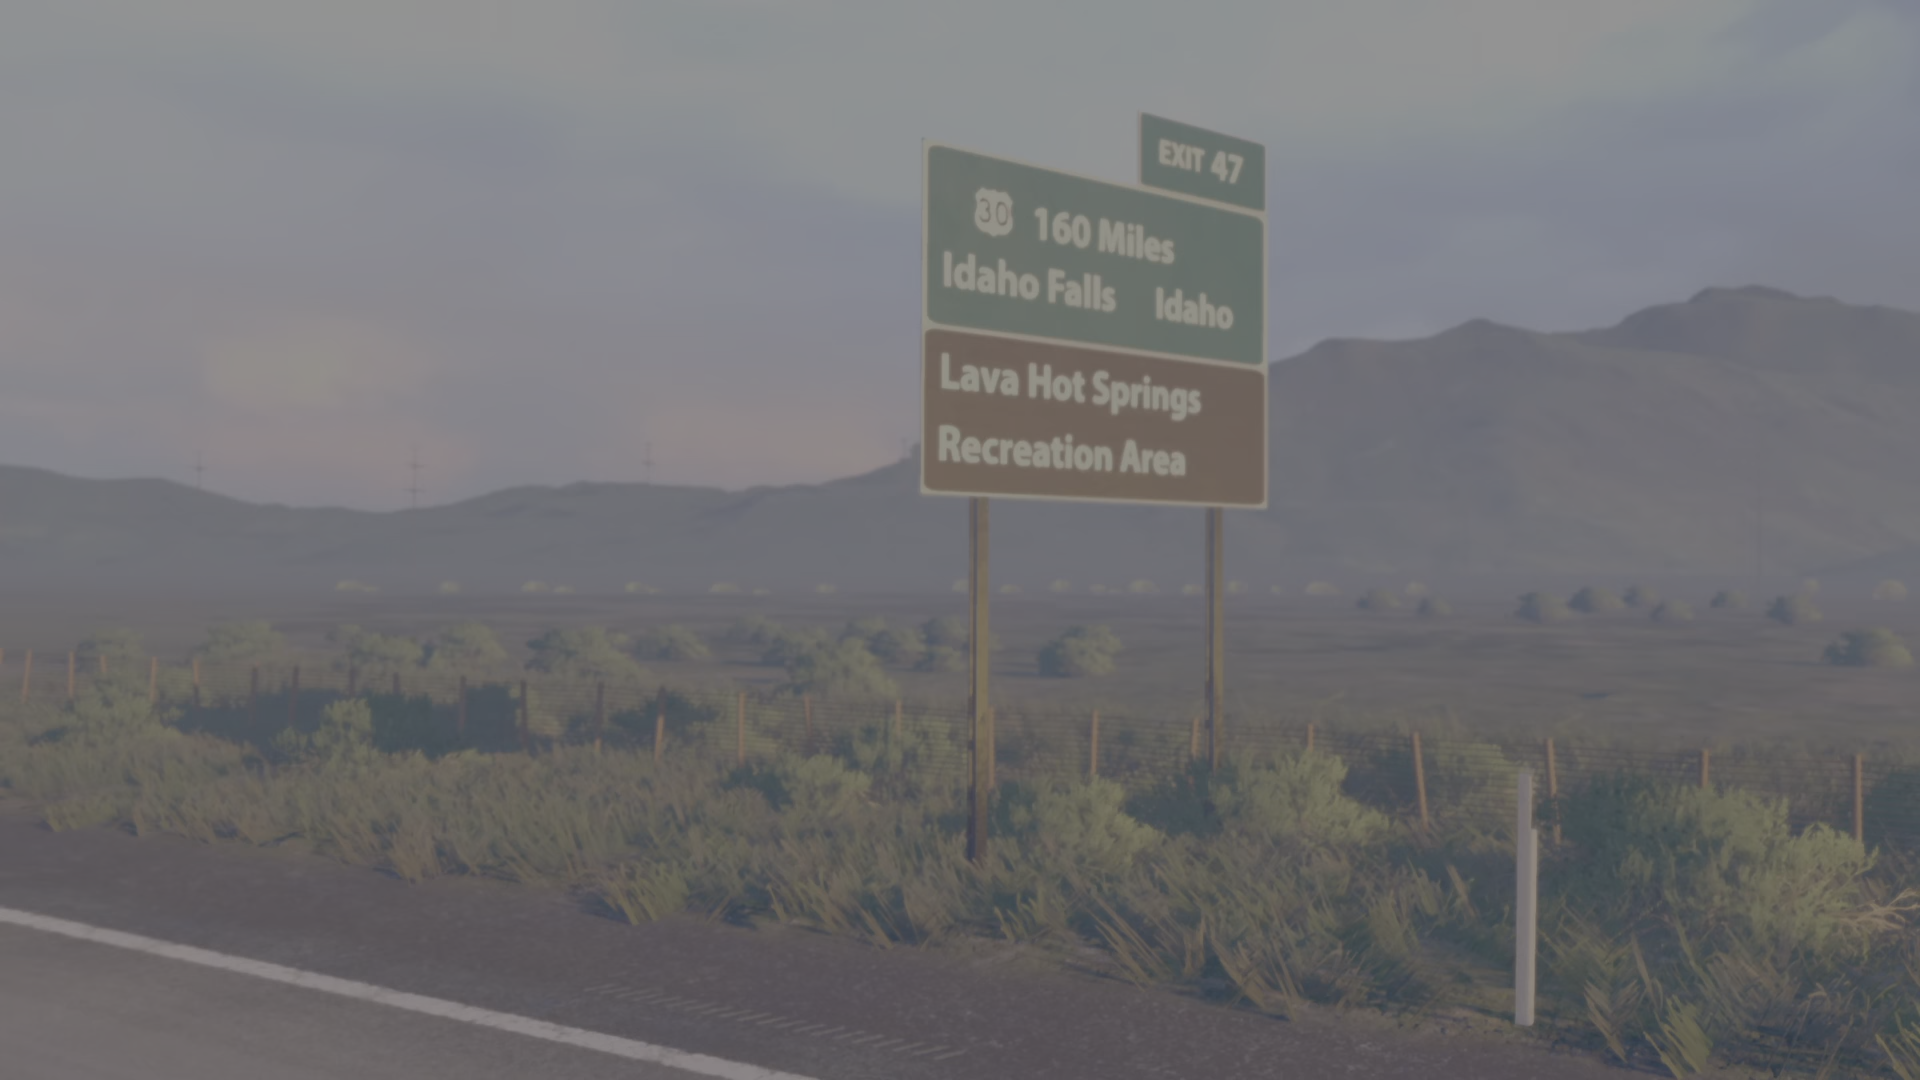 EXIT 47
30 160 Miles
Idaho Falls Idaho
Lava Hot Springs
Recreation Area